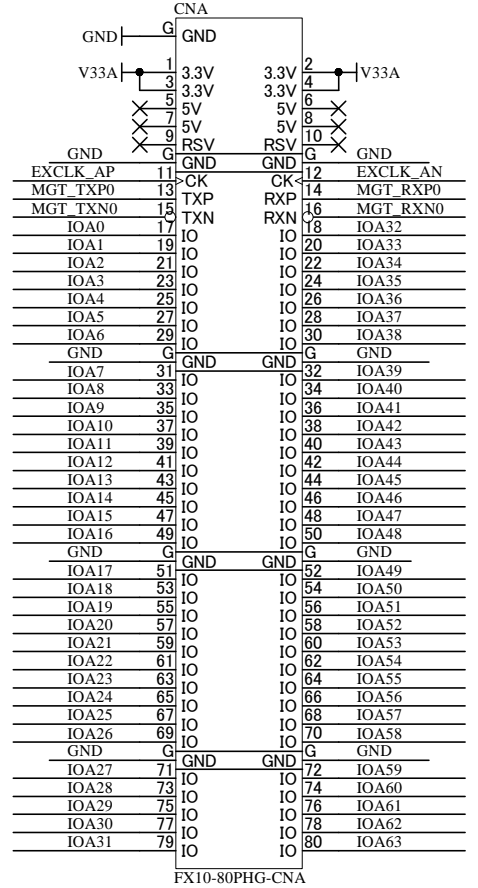 CNA
GND G GND
V33A 1 3.3V 3.3V 2 V33A
3 3.3V 3.3V 4
5 5V 5V 6
7 5V 5V 8
9 RSV RSV 10
GND G GND GND G GND
EXCLK_AP 11 CK CK 12 EXCLK_AN
MGT_TXP0 13 TXP RXP 14 MGT_RXP0
MGT_TXN0 15 TXN RXN 16 MGT_RXN0
IOA0 17 IO IO 18 IOA32
IOA1 19 IO IO 20 IOA33
IOA2 21 IO IO 22 IOA34
IOA3 23 IO IO 24 IOA35
IOA4 25 IO IO 26 IOA36
IOA5 27 IO IO 28 IOA37
IOA6 29 IO IO 30 IOA38
GND G GND GND G GND
IOA7 31 IO IO 32 IOA39
IOA8 33 IO IO 34 IOA40
IOA9 35 IO IO 36 IOA41
IOA10 37 IO IO 38 IOA42
IOA11 39 IO IO 40 IOA43
IOA12 41 IO IO 42 IOA44
IOA13 43 IO IO 44 IOA45
IOA14 45 IO IO 46 IOA46
IOA15 47 IO IO 48 IOA47
IOA16 49 IO IO 50 IOA48
GND G GND GND G GND
IOA17 51 IO IO 52 IOA49
IOA18 53 IO IO 54 IOA50
IOA19 55 IO IO 56 IOA51
IOA20 57 IO IO 58 IOA52
IOA21 59 IO IO 60 IOA53
IOA22 61 IO IO 62 IOA54
IOA23 63 IO IO 64 IOA55
IOA24 65 IO IO 66 IOA56
IOA25 67 IO IO 68 IOA57
IOA26 69 IO IO 70 IOA58
GND G GND GND G GND
IOA27 71 IO IO 72 IOA59
IOA28 73 IO IO 74 IOA60
IOA29 75 IO IO 76 IOA61
IOA30 77 IO IO 78 IOA62
IOA31 79 IO IO 80 IOA63
FX10-80PHG-CNA